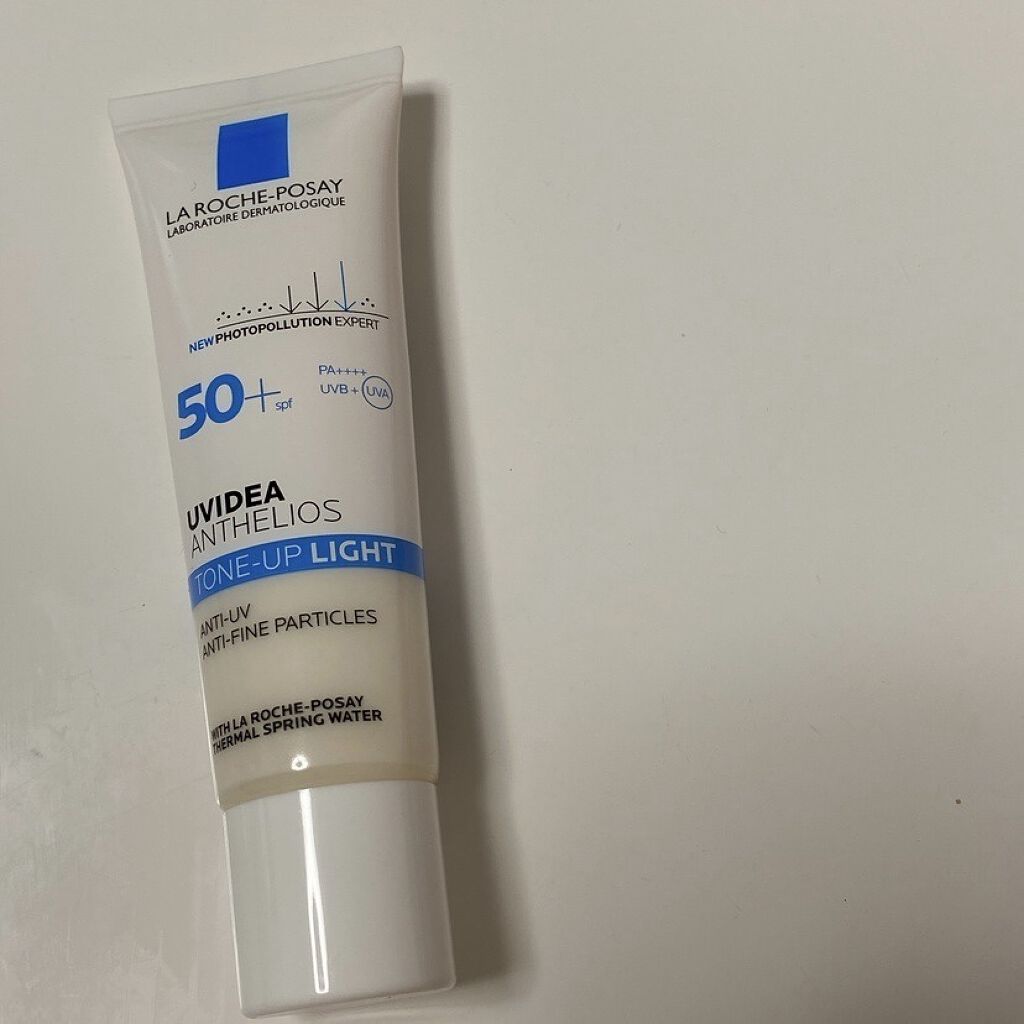 LA ROCHE-POSAY
LABORATOIRE DERMATOLOGIQUE
NEW PHOTOPOLLUTION EXPERT
50+ spf
PA++++
UVB + UVA
UVIDEA
ANTHELIOS
TONE-UP LIGHT
ANTI-UV
ANTI-FINE PARTICLES
WITH LA ROCHE-POSAY
THERMAL SPRING WATER